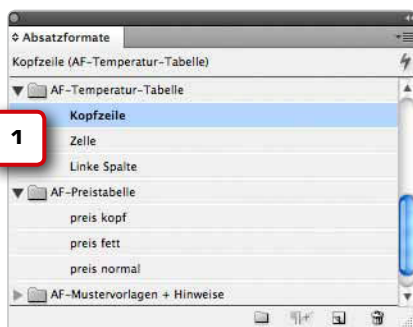 Absatzformate
Kopfzeile (AF-Temperatur-Tabelle)
AF-Temperatur-Tabelle
Kopfzeile
1
Zelle
Linke Spalte
AF-Preistabelle
preis kopf
preis fett
preis normal
AF-Mustervorlagen + Hinweise